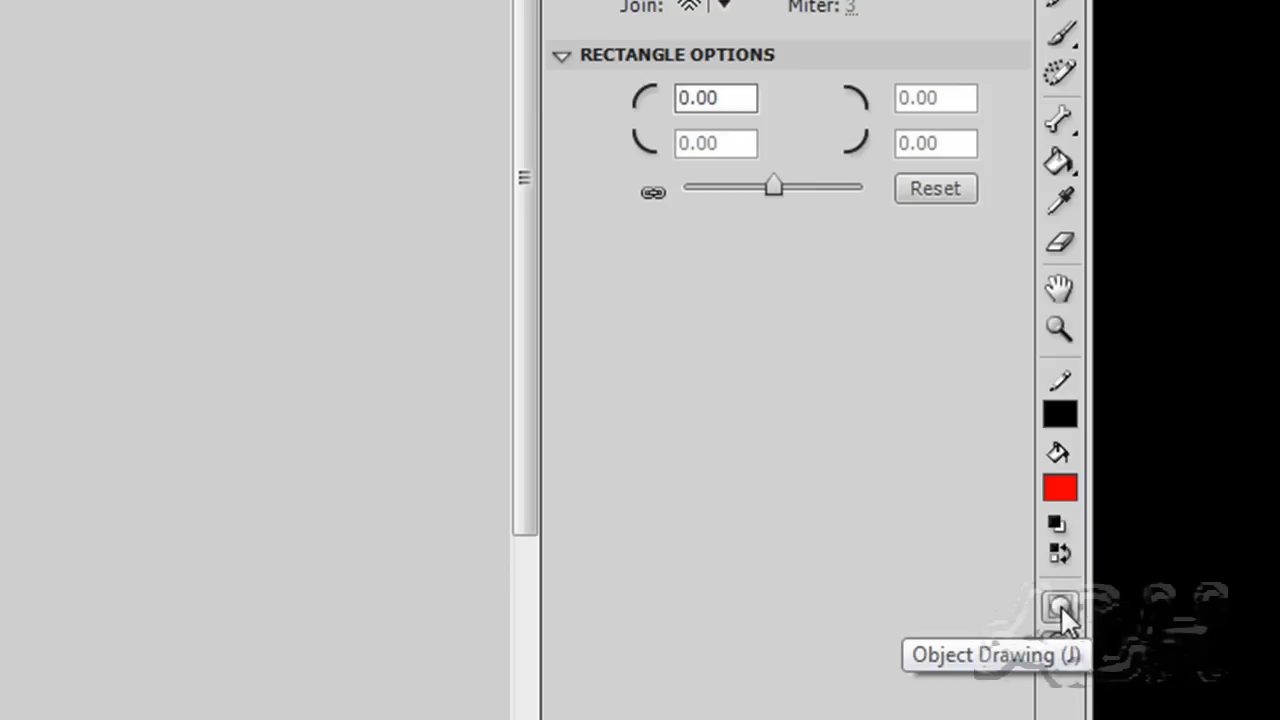 Join: Miter: 3
RECTANGLE OPTIONS
0.00 0.00
0.00 0.00
Reset
Object Drawing (J)